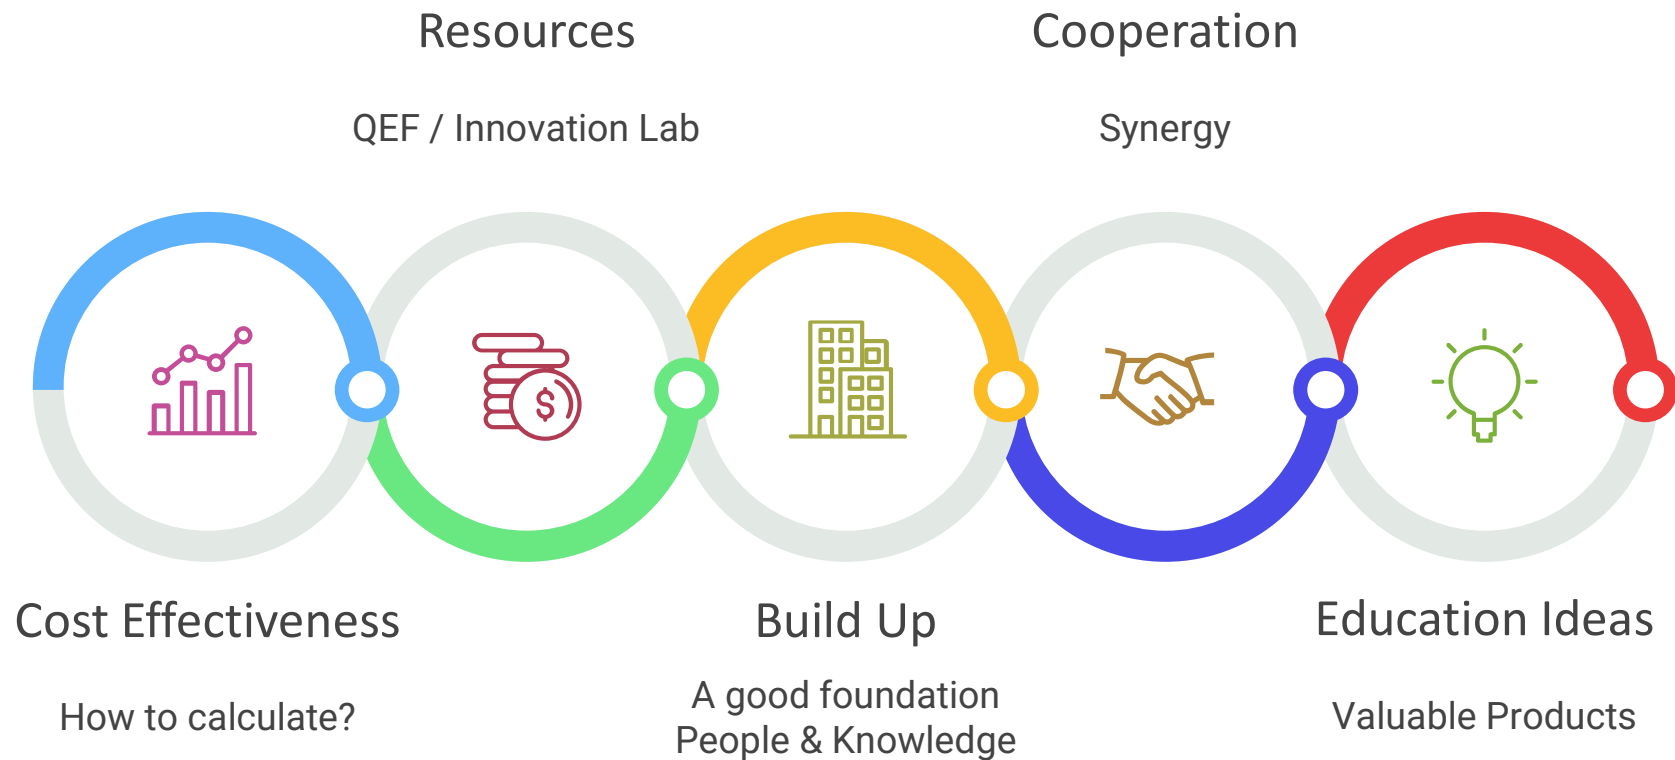 Resources
QEF / Innovation Lab
Cooperation
Synergy
$
Cost Effectiveness
How to calculate?
Build Up
A good foundation
People & Knowledge
Education Ideas
Valuable Products